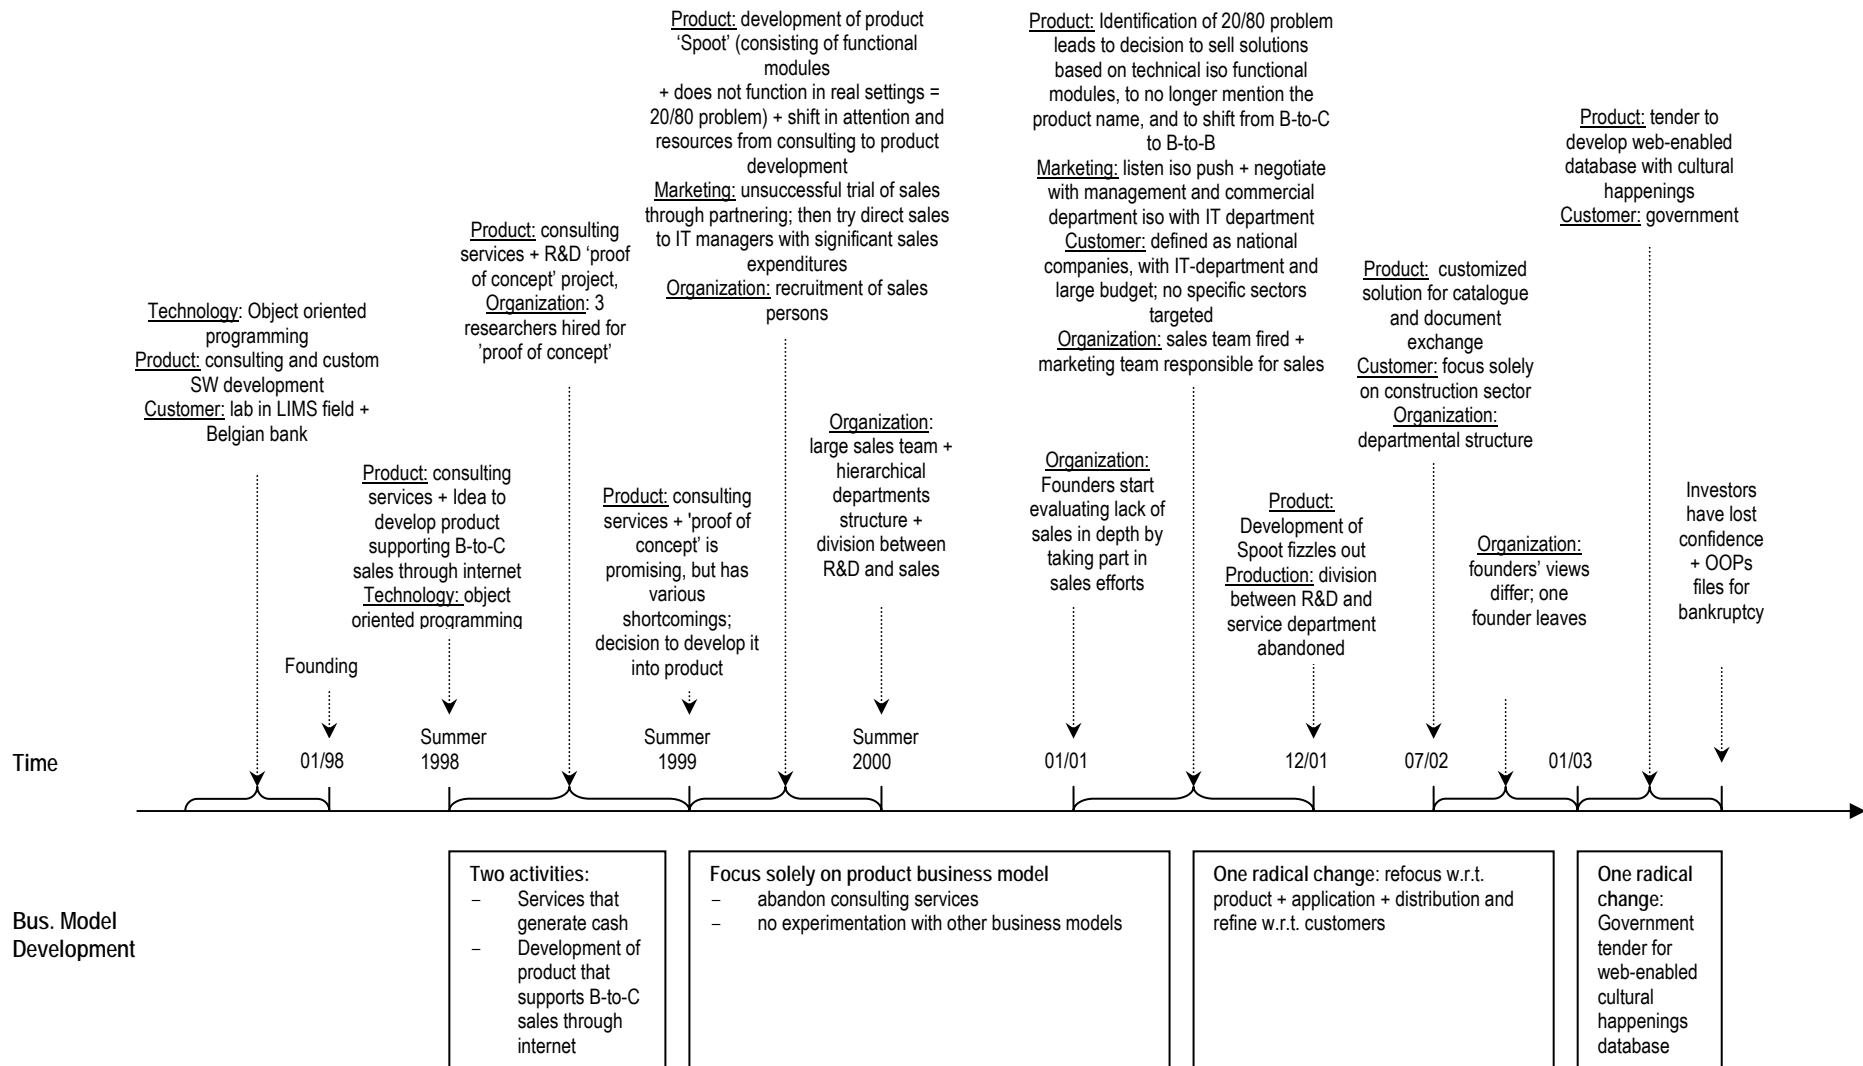 Technology: Object oriented
programming
Product: consulting and custom
SW development
Customer: lab in LIMS field +
Belgian bank
Founding
Product: consulting
services + Idea to
develop product
supporting B-to-C
sales through internet
Technology: object
oriented programming
Product: consulting
services + R&D ‘proof
of concept’ project,
Organization: 3
researchers hired for
’proof of concept’
Product: consulting
services + 'proof of
concept’ is
promising, but has
various
shortcomings;
decision to develop it
into product
Product: development of product
‘Spoot’ (consisting of functional
modules
+ does not function in real settings =
20/80 problem) + shift in attention and
resources from consulting to product
development
Marketing: unsuccessful trial of sales
through partnering; then try direct sales
to IT managers with significant sales
expenditures
Organization: recruitment of sales
persons
Organization:
large sales team +
hierarchical
departments
structure +
division between
R&D and sales
Organization:
Founders start
evaluating lack of
sales in depth by
taking part in
sales efforts
Product: Identification of 20/80 problem
leads to decision to sell solutions
based on technical iso functional
modules, to no longer mention the
product name, and to shift from B-to-C
to B-to-B
Marketing: listen iso push + negotiate
with management and commercial
department iso with IT department
Customer: defined as national
companies, with IT-department and
large budget; no specific sectors
targeted
Organization: sales team fired +
marketing team responsible for sales
Product:
Development of
Spoot fizzles out
Production: division
between R&D and
service department
abandoned
Product: customized
solution for catalogue
and document
exchange
Customer: focus solely
on construction sector
Organization:
departmental structure
Organization:
founders’ views
differ; one
founder leaves
Product: tender to
develop web-enabled
database with cultural
happenings
Customer: government
Investors
have lost
confidence
+ OOPs
files for
bankruptcy
Time
01/98
Summer
1998
Summer
1999
Summer
2000
01/01
12/01
07/02
01/03
Bus. Model
Development
Two activities:
– Services that
generate cash
– Development of
product that
supports B-to-C
sales through
internet
Focus solely on product business model
– abandon consulting services
– no experimentation with other business models
One radical change: refocus w.r.t.
product + application + distribution and
refine w.r.t. customers
One radical
change:
Government
tender for
web-enabled
cultural
happenings
database